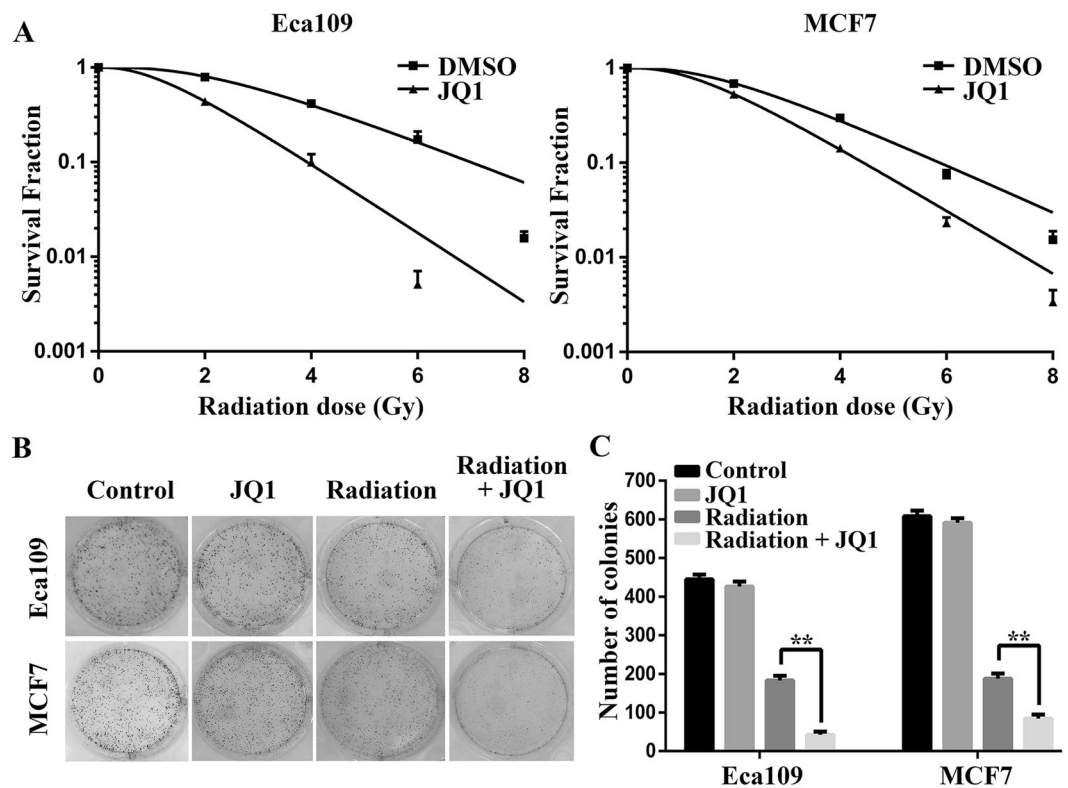 A
Eca109
MCF7
DMSO
JQ1
DMSO
JQ1
Survival Fraction
1
0.1
0.01
0.001
0 2 4 6 8
Radiation dose (Gy)
Survival Fraction
1
0.1
0.01
0.001
0 2 4 6 8
Radiation dose (Gy)
B
Control
JQ1
Radiation
Radiation
+ JQ1
Eca109
MCF7
C
Control
JQ1
Radiation
Radiation + JQ1
Number of colonies
700
600
500
400
300
200
100
0
**
**
Eca109
MCF7